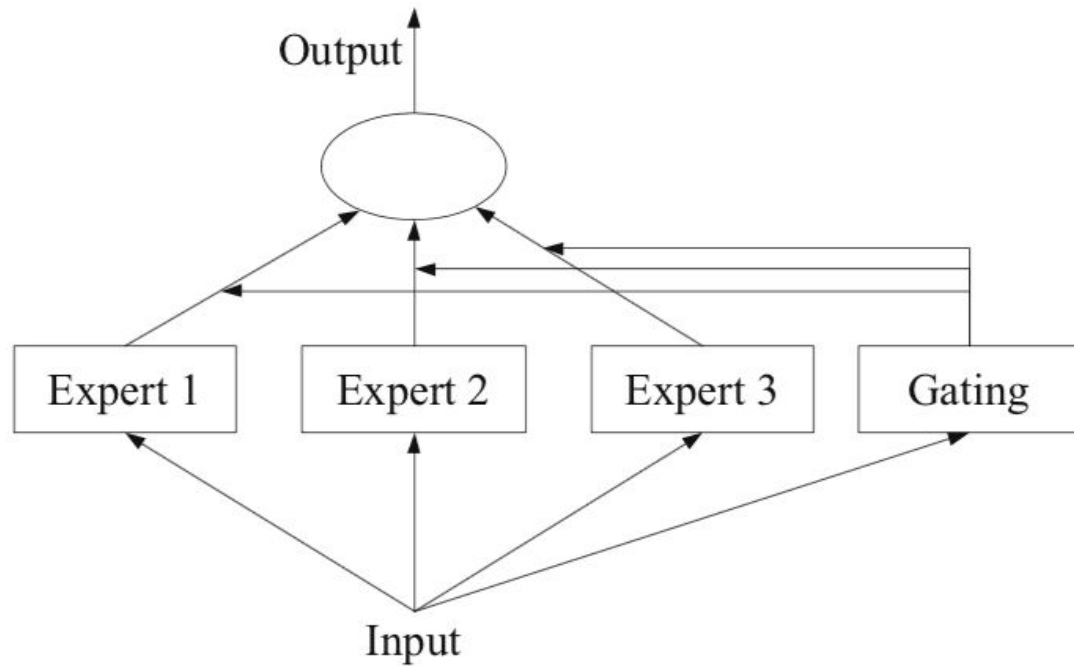 Output
Expert 1
Expert 2
Expert 3
Gating
Input